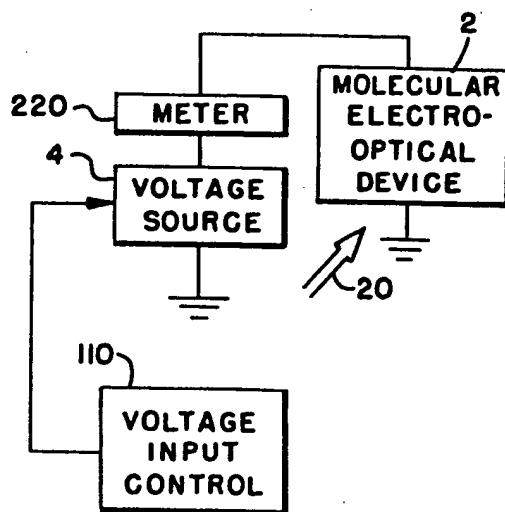 2
MOLECULAR
ELECTRO-
OPTICAL
DEVICE
220
METER
4
VOLTAGE
SOURCE
20
110
VOLTAGE
INPUT
CONTROL